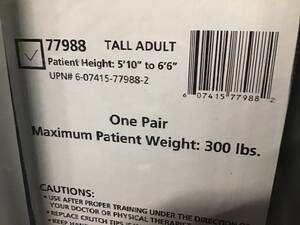 77988 TALL ADULT
Patient Height: 5'10" to 6'6"
UPN# 6-07415-77988-2
6 07415 77988 2
One Pair
Maximum Patient Weight: 300 lbs.
CAUTIONS:
• USE AFTER PROPER TRAINING UNDER THE DIRECTION
YOUR DOCTOR OR PHYSICAL THERAPIST
• REPLACE CRUTCH TIPS
• KEEP